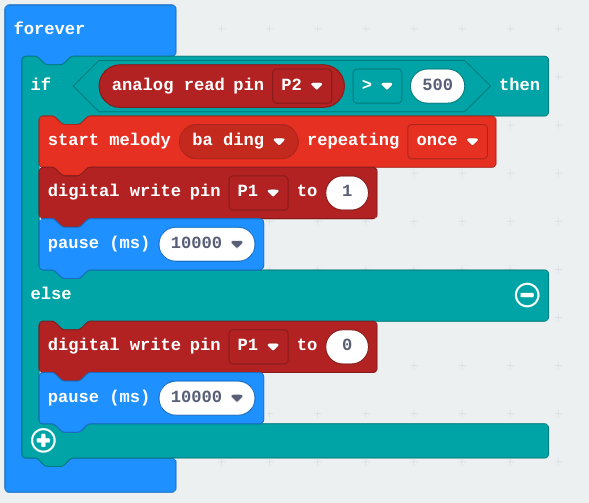 forever
if analog read pin P2 > 500 then
start melody ba ding repeating once
digital write pin P1 to 1
pause (ms) 10000
else
digital write pin P1 to 0
pause (ms) 10000